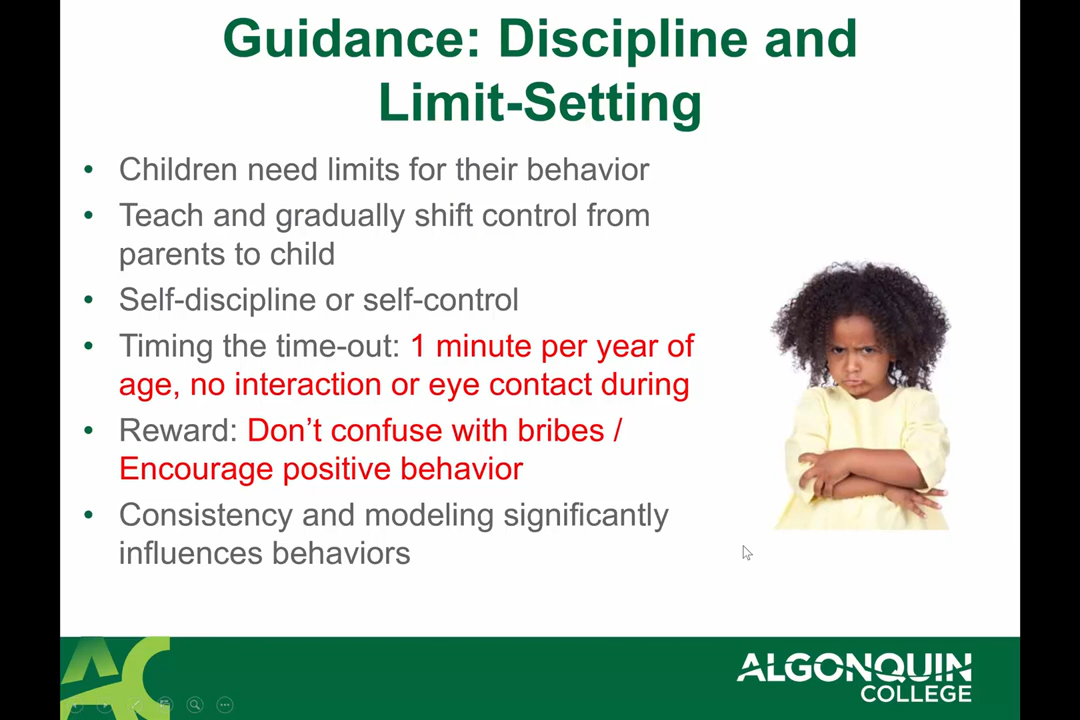 Guidance: Discipline and
Limit-Setting
• Children need limits for their behavior
• Teach and gradually shift control from
parents to child
• Self-discipline or self-control
• Timing the time-out: 1 minute per year of
age, no interaction or eye contact during
• Reward: Don’t confuse with bribes /
Encourage positive behavior
• Consistency and modeling significantly
influences behaviors
AC
ALGONQUIN
COLLEGE